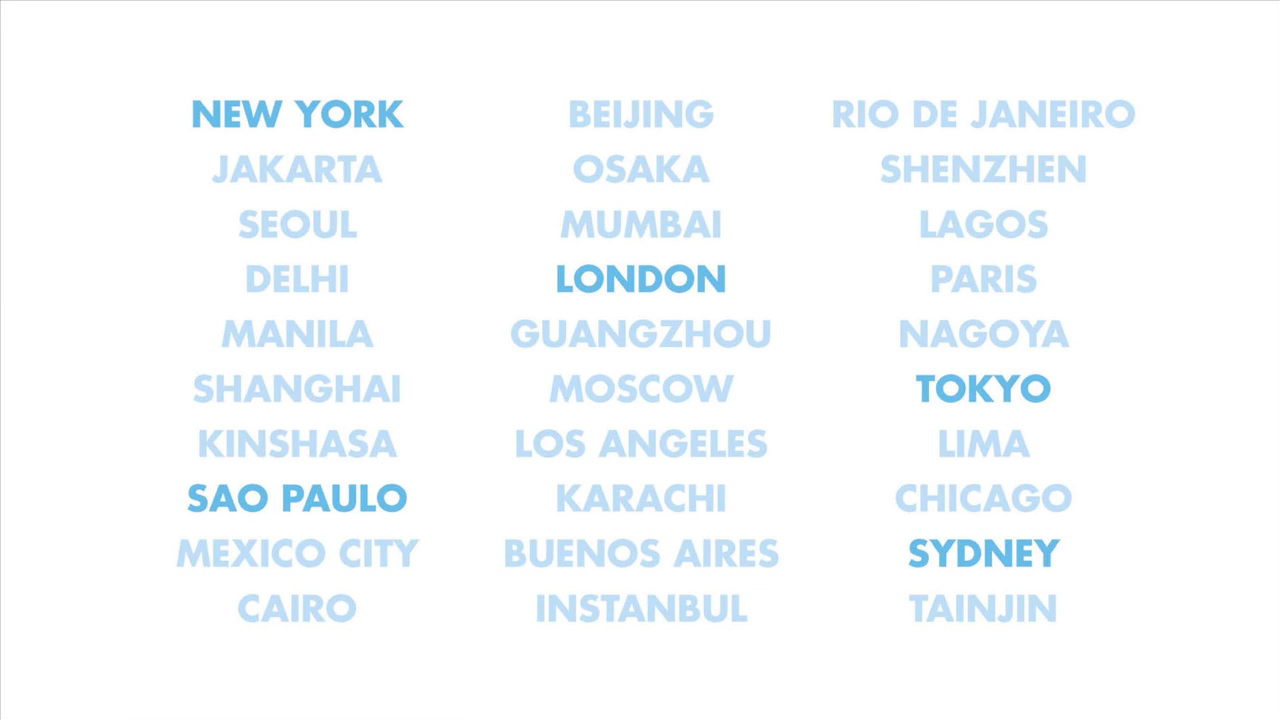 NEW YORK
JAKARTA
SEOUL
DELHI
MANILA
SHANGHAI
KINSHASA
SAO PAULO
MEXICO CITY
CAIRO
BEIJING
OSAKA
MUMBAI
LONDON
GUANGZHOU
MOSCOW
LOS ANGELES
KARACHI
BUENOS AIRES
INSTANBUL
RIO DE JANEIRO
SHENZHEN
LAGOS
PARIS
NAGOYA
TOKYO
LIMA
CHICAGO
SYDNEY
TAINJIN